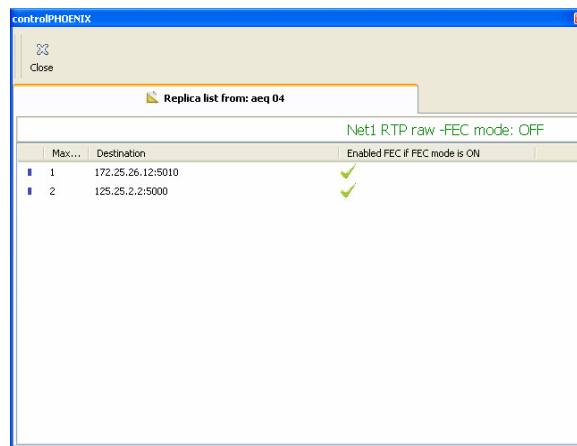 controlPHOENIX
Close
Replica list from: aeq 04
Net1 RTP raw -FEC mode: OFF
Max... Destination Enabled FEC if FEC mode is ON
1 172.25.26.12:5010
2 125.25.2.2:5000